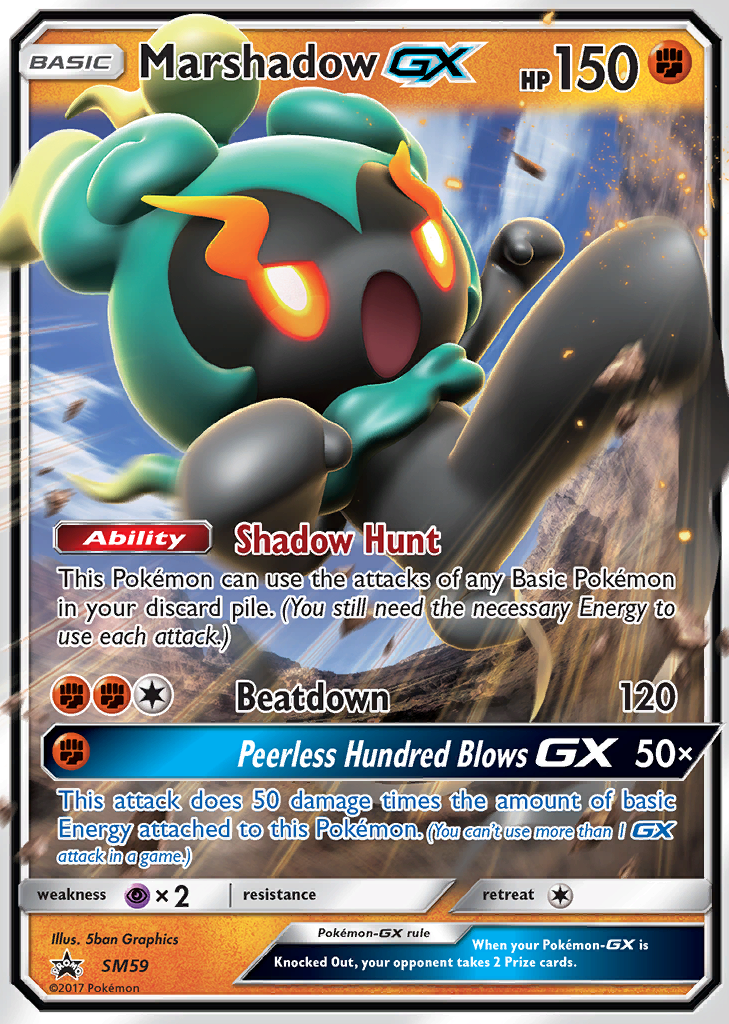 BASIC Marshadow GX HP 150
Ability Shadow Hunt
This Pokémon can use the attacks of any Basic Pokémon
in your discard pile. (You still need the necessary Energy to
use each attack.)
Beatdown 120
Peerless Hundred Blows GX 50×
This attack does 50 damage times the amount of basic
Energy attached to this Pokémon. (You can't use more than 1 GX
attack in a game.)
weakness ×2 resistance retreat
Illus. 5ban Graphics
Pokémon-GX rule
When your Pokémon-GX is
Knocked Out, your opponent takes 2 Prize cards.
PROMO SM59
©2017 Pokémon